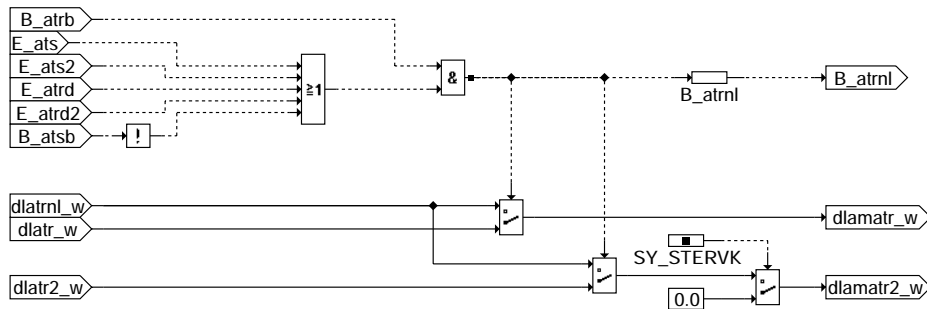 B_atrb
E_ats
E_ats2
E_atrd
E_atrd2
B_atsb
!
≧1
&
B_atrnl
B_atrnl
dlatrnl_w
dlatr_w
dlamatr_w
SY_STERVK
dlatr2_w
0.0
dlamatr2_w